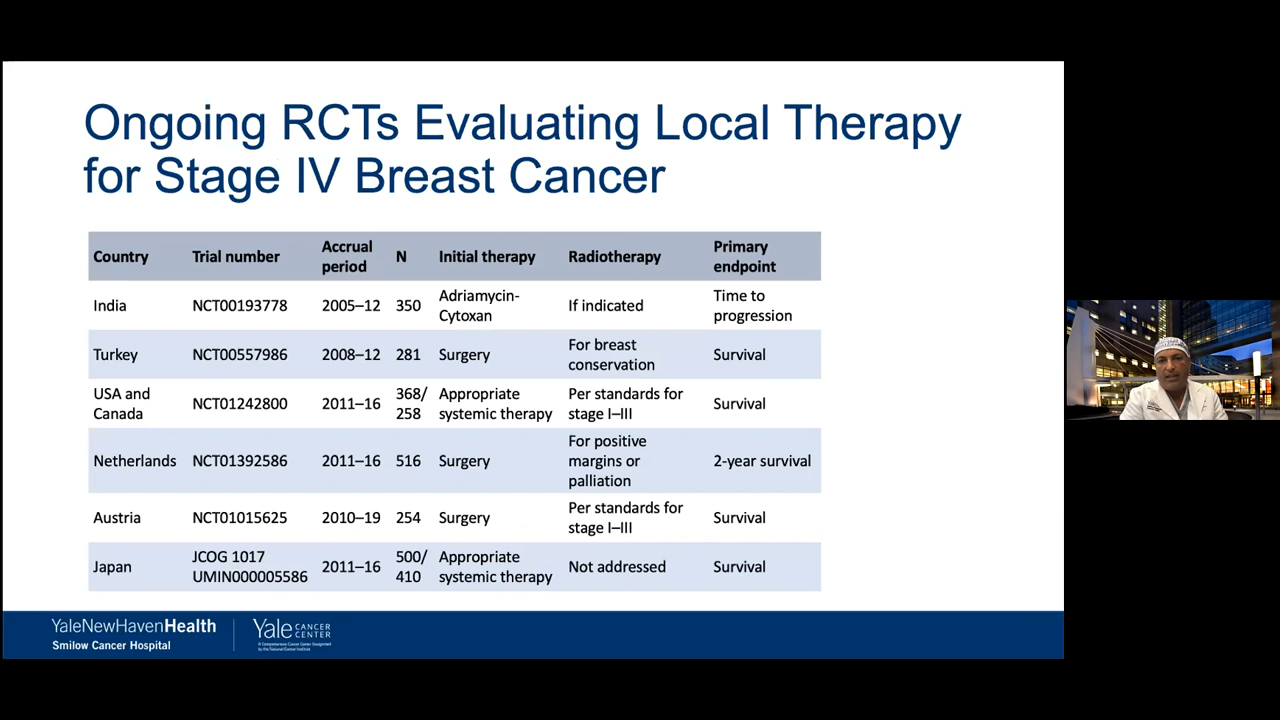 Ongoing RCTs Evaluating Local Therapy
for Stage IV Breast Cancer
Country Trial number Accrual period N Initial therapy Radiotherapy Primary endpoint
India NCT00193778 2005–12 350 Adriamycin-Cytoxan If indicated Time to progression
Turkey NCT00557986 2008–12 281 Surgery For breast conservation Survival
USA and Canada NCT01242800 2011–16 368/258 Appropriate systemic therapy Per standards for stage I–III Survival
Netherlands NCT01392586 2011–16 516 Surgery For positive margins or palliation 2-year survival
Austria NCT01015625 2010–19 254 Surgery Per standards for stage I–III Survival
Japan JCOG 1017 UMIN000005586 2011–16 500/410 Appropriate systemic therapy Not addressed Survival
YaleNewHavenHealth
Smilow Cancer Hospital
Yale CANCER CENTER
A Comprehensive Cancer Center Designated
by the National Cancer Institute